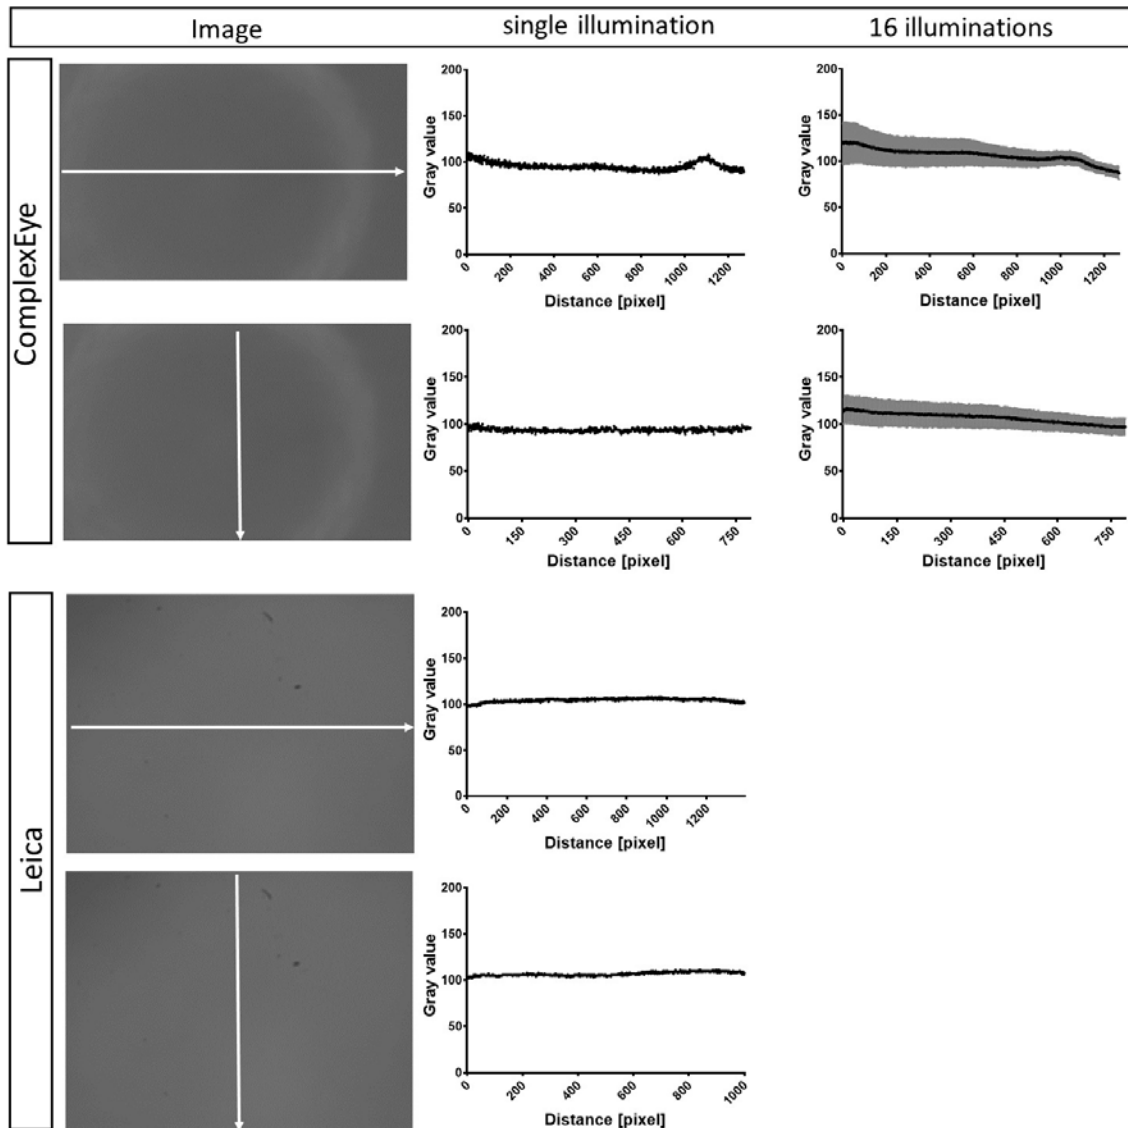 Image single illumination 16 illuminations
ComplexEye
200
150
100
50
0
Gray value
0 200 400 600 800 1000 1200
Distance [pixel]
200
150
100
50
0
Gray value
0 200 400 600 800 1000 1200
Distance [pixel]
200
150
100
50
0
Gray value
0 150 300 450 600 750
Distance [pixel]
200
150
100
50
0
Gray value
0 150 300 450 600 750
Distance [pixel]
Leica
200
150
100
50
0
Gray value
0 200 400 600 800 1000 1200
Distance [pixel]
200
150
100
50
0
Gray value
0 200 400 600 800 1000
Distance [pixel]